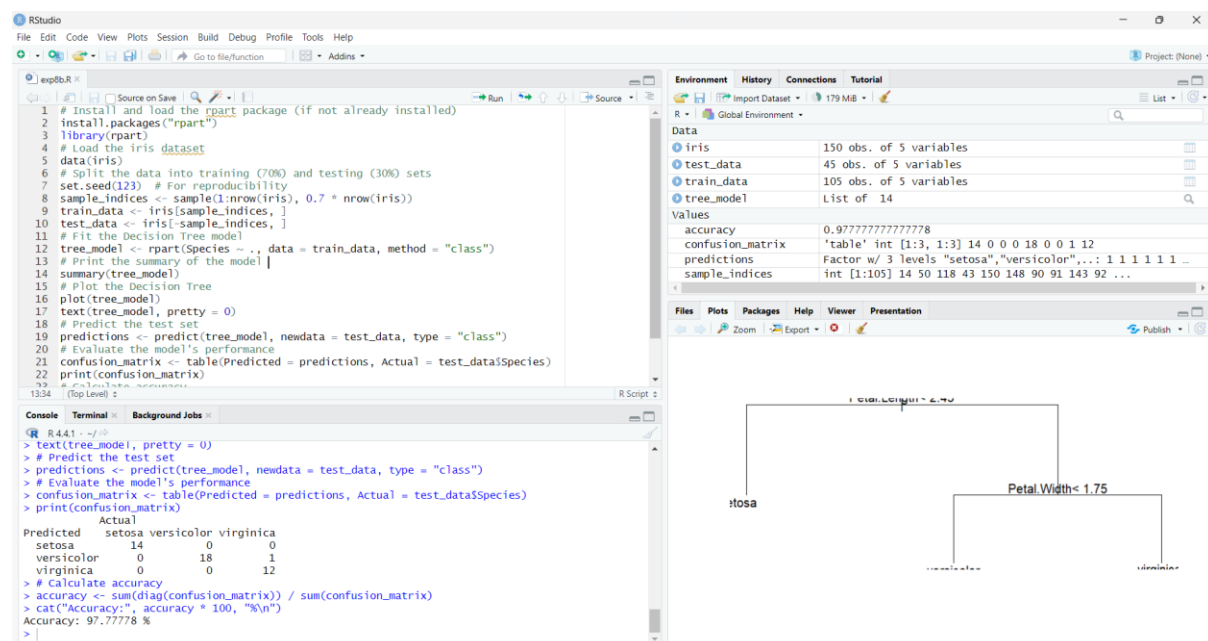 RStudio
File Edit Code View Plots Session Build Debug Profile Tools Help
Go to file/function Addins Project: (None)
exp8b.R
Source on Save Run Source
1 # Install and load the rpart package (if not already installed)
2 install.packages("rpart")
3 library(rpart)
4 # Load the iris dataset
5 data(iris)
6 # Split the data into training (70%) and testing (30%) sets
7 set.seed(123)  # For reproducibility
8 sample_indices <- sample(1:nrow(iris), 0.7 * nrow(iris))
9 train_data <- iris[sample_indices, ]
10 test_data <- iris[-sample_indices, ]
11 # Fit the Decision Tree model
12 tree_model <- rpart(Species ~ ., data = train_data, method = "class")
13 # Print the summary of the model
14 summary(tree_model)
15 # Plot the Decision Tree
16 plot(tree_model)
17 text(tree_model, pretty = 0)
18 # Predict the test set
19 predictions <- predict(tree_model, newdata = test_data, type = "class")
20 # Evaluate the model's performance
21 confusion_matrix <- table(Predicted = predictions, Actual = test_data$Species)
22 print(confusion_matrix)
23 # Calculate accuracy
13:34 (Top Level) R Script
Console Terminal Background Jobs
R 4.4.1 · ~/
> text(tree_model, pretty = 0)
> # Predict the test set
> predictions <- predict(tree_model, newdata = test_data, type = "class")
> # Evaluate the model's performance
> confusion_matrix <- table(Predicted = predictions, Actual = test_data$Species)
> print(confusion_matrix)
Actual
Predicted setosa versicolor virginica
setosa 14 0 0
versicolor 0 18 1
virginica 0 0 12
> # Calculate accuracy
> accuracy <- sum(diag(confusion_matrix)) / sum(confusion_matrix)
> cat("Accuracy:", accuracy * 100, "%\n")
Accuracy: 97.77778 %
>
Environment History Connections Tutorial
Import Dataset 179 MiB List
R Global Environment
Data
iris 150 obs. of 5 variables
test_data 45 obs. of 5 variables
train_data 105 obs. of 5 variables
tree_model List of 14
Values
accuracy 0.97777777777778
confusion_matrix 'table' int [1:3, 1:3] 14 0 0 0 18 0 0 1 12
predictions Factor w/ 3 levels "setosa","versicolor",..: 1 1 1 1 1 1 …
sample_indices int [1:105] 14 50 118 43 150 148 90 91 143 92 ...
Files Plots Packages Help Viewer Presentation
Zoom Export Publish
Petal.Length< 2.45
Petal.Width< 1.75
etosa
versicolor virginica